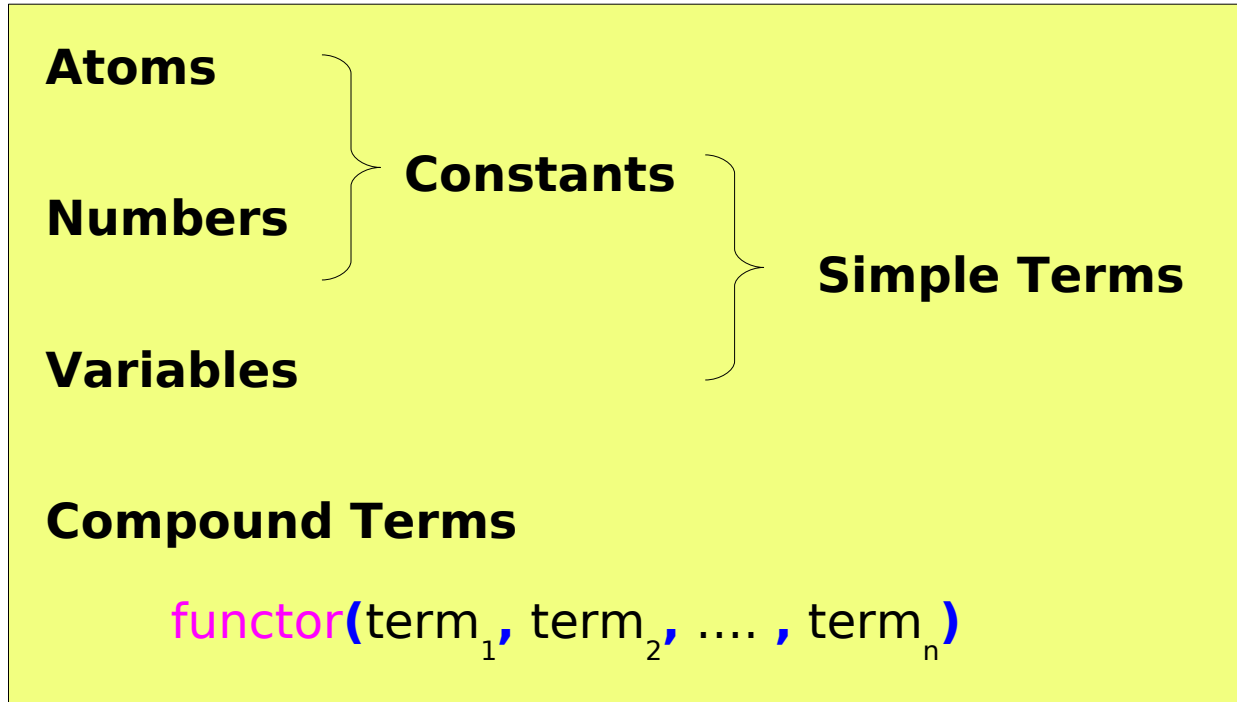 Atoms
Constants
Numbers
Simple Terms
Variables
Compound Terms
functor(term1, term2, .... , termn)